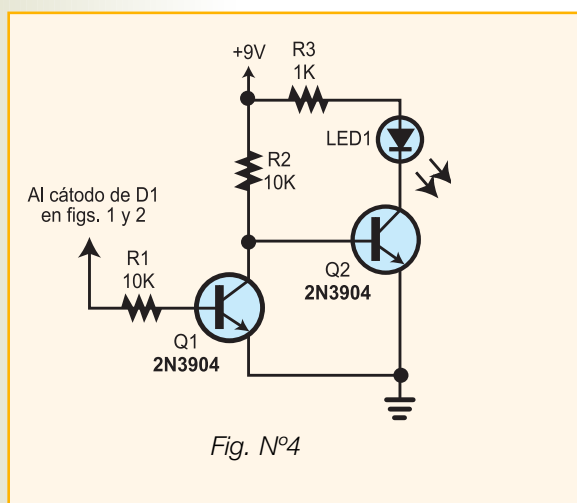 +9V
R3
1K
LED1
R2
10K
Al cátodo de D1
en figs. 1 y 2
R1
10K
Q2
2N3904
Q1
2N3904
Fig. Nº4